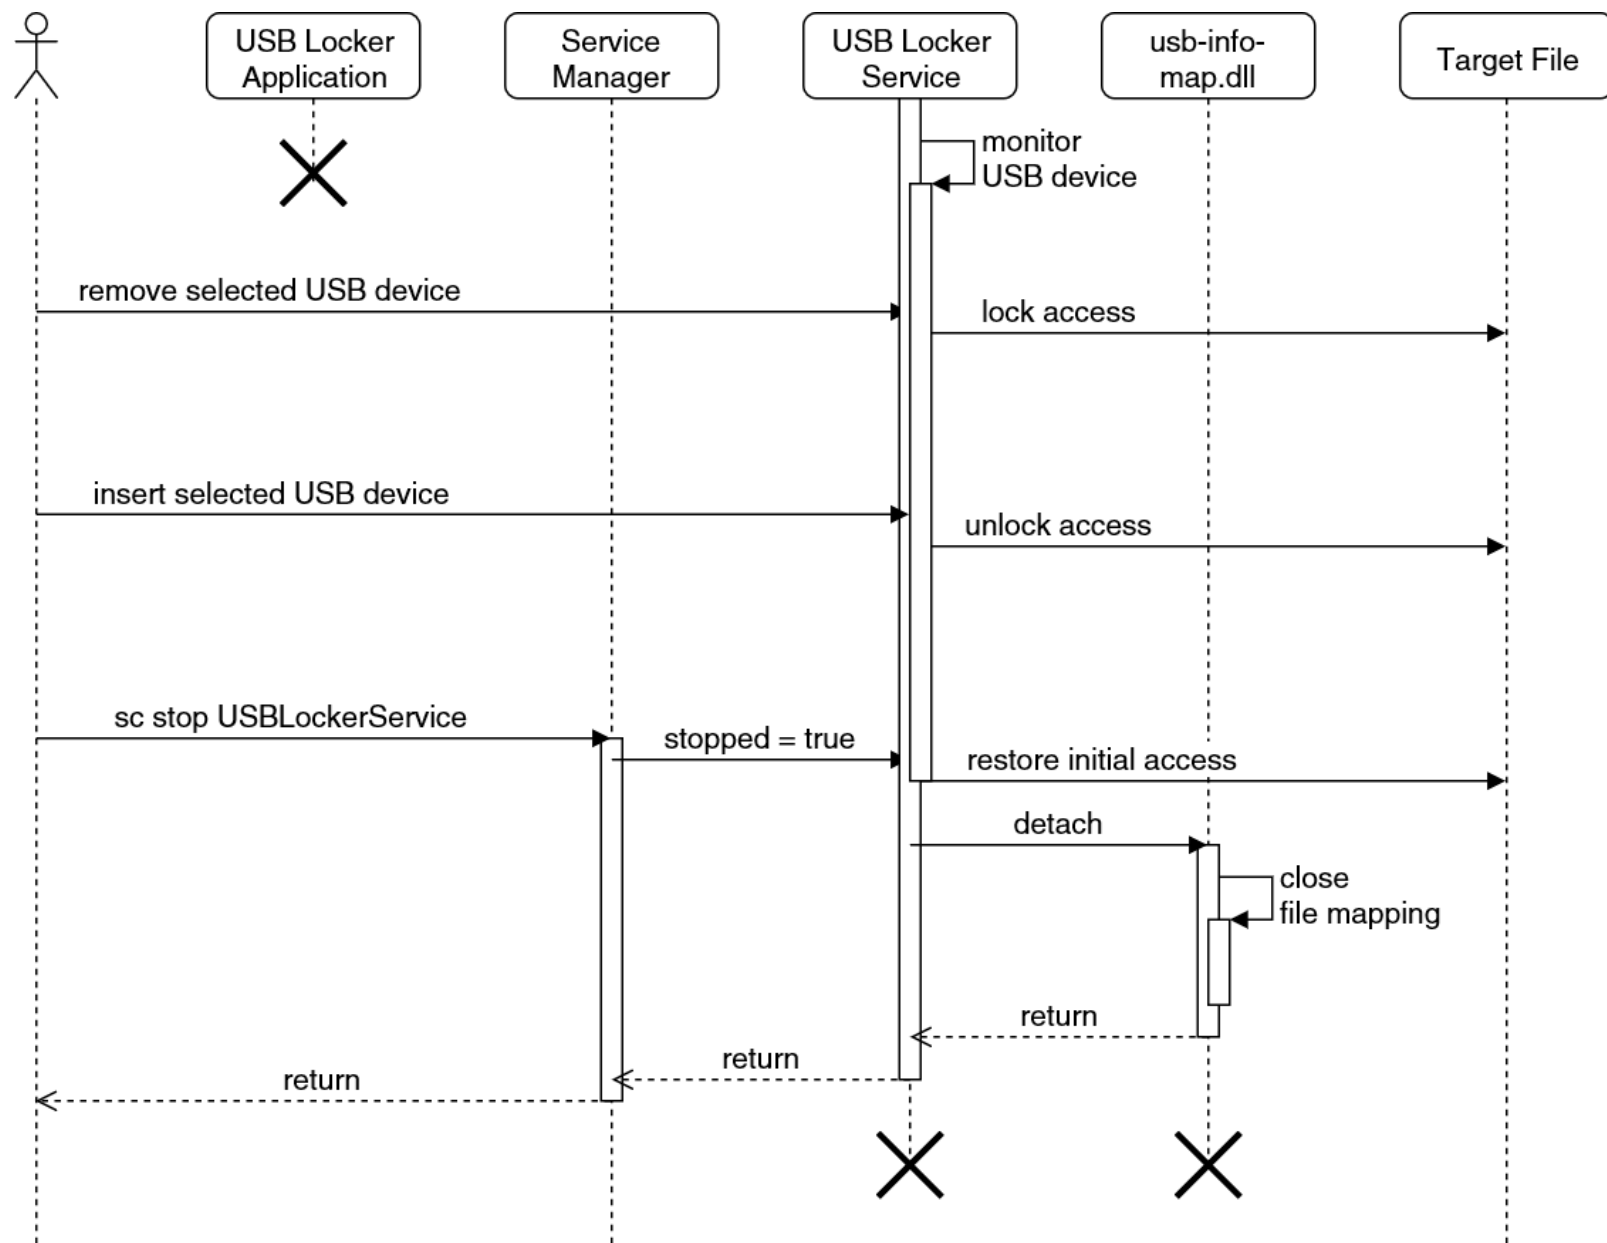 USB Locker
Application
Service
Manager
USB Locker
Service
usb-info-
map.dll
Target File
monitor
USB device
remove selected USB device
lock access
insert selected USB device
unlock access
sc stop USBLockerService
stopped = true
restore initial access
detach
close
file mapping
return
return
return